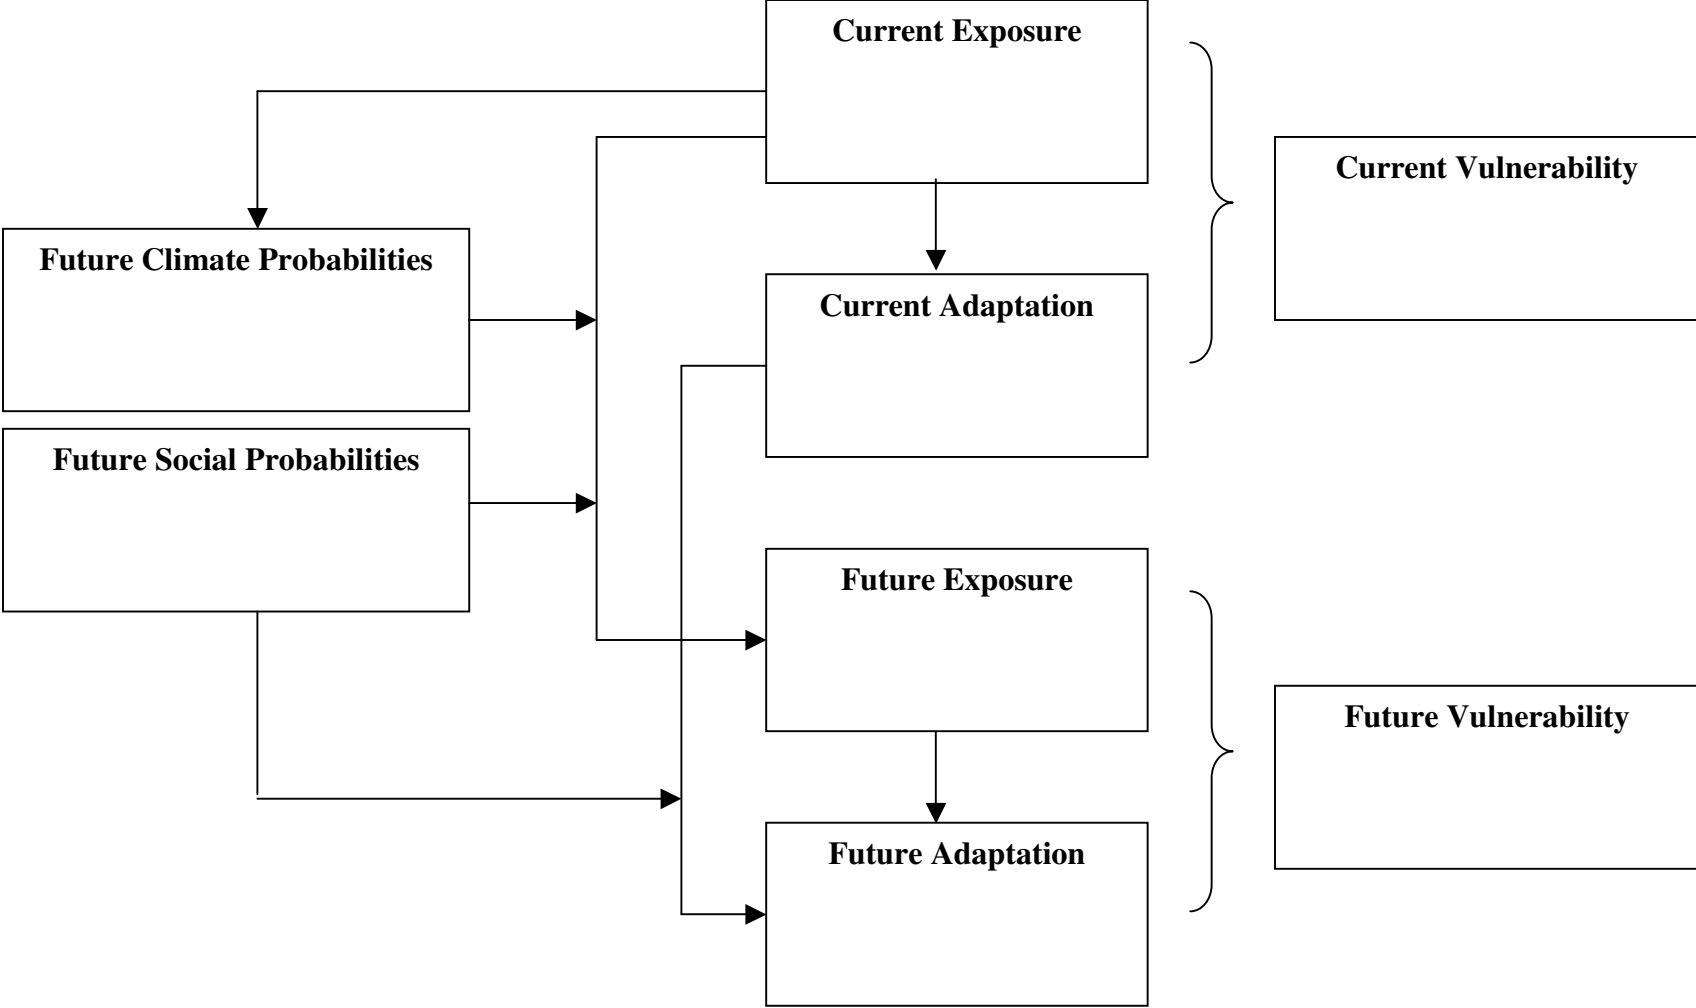 Current Exposure
Current Vulnerability
Future Climate Probabilities
Current Adaptation
Future Social Probabilities
Future Exposure
Future Vulnerability
Future Adaptation